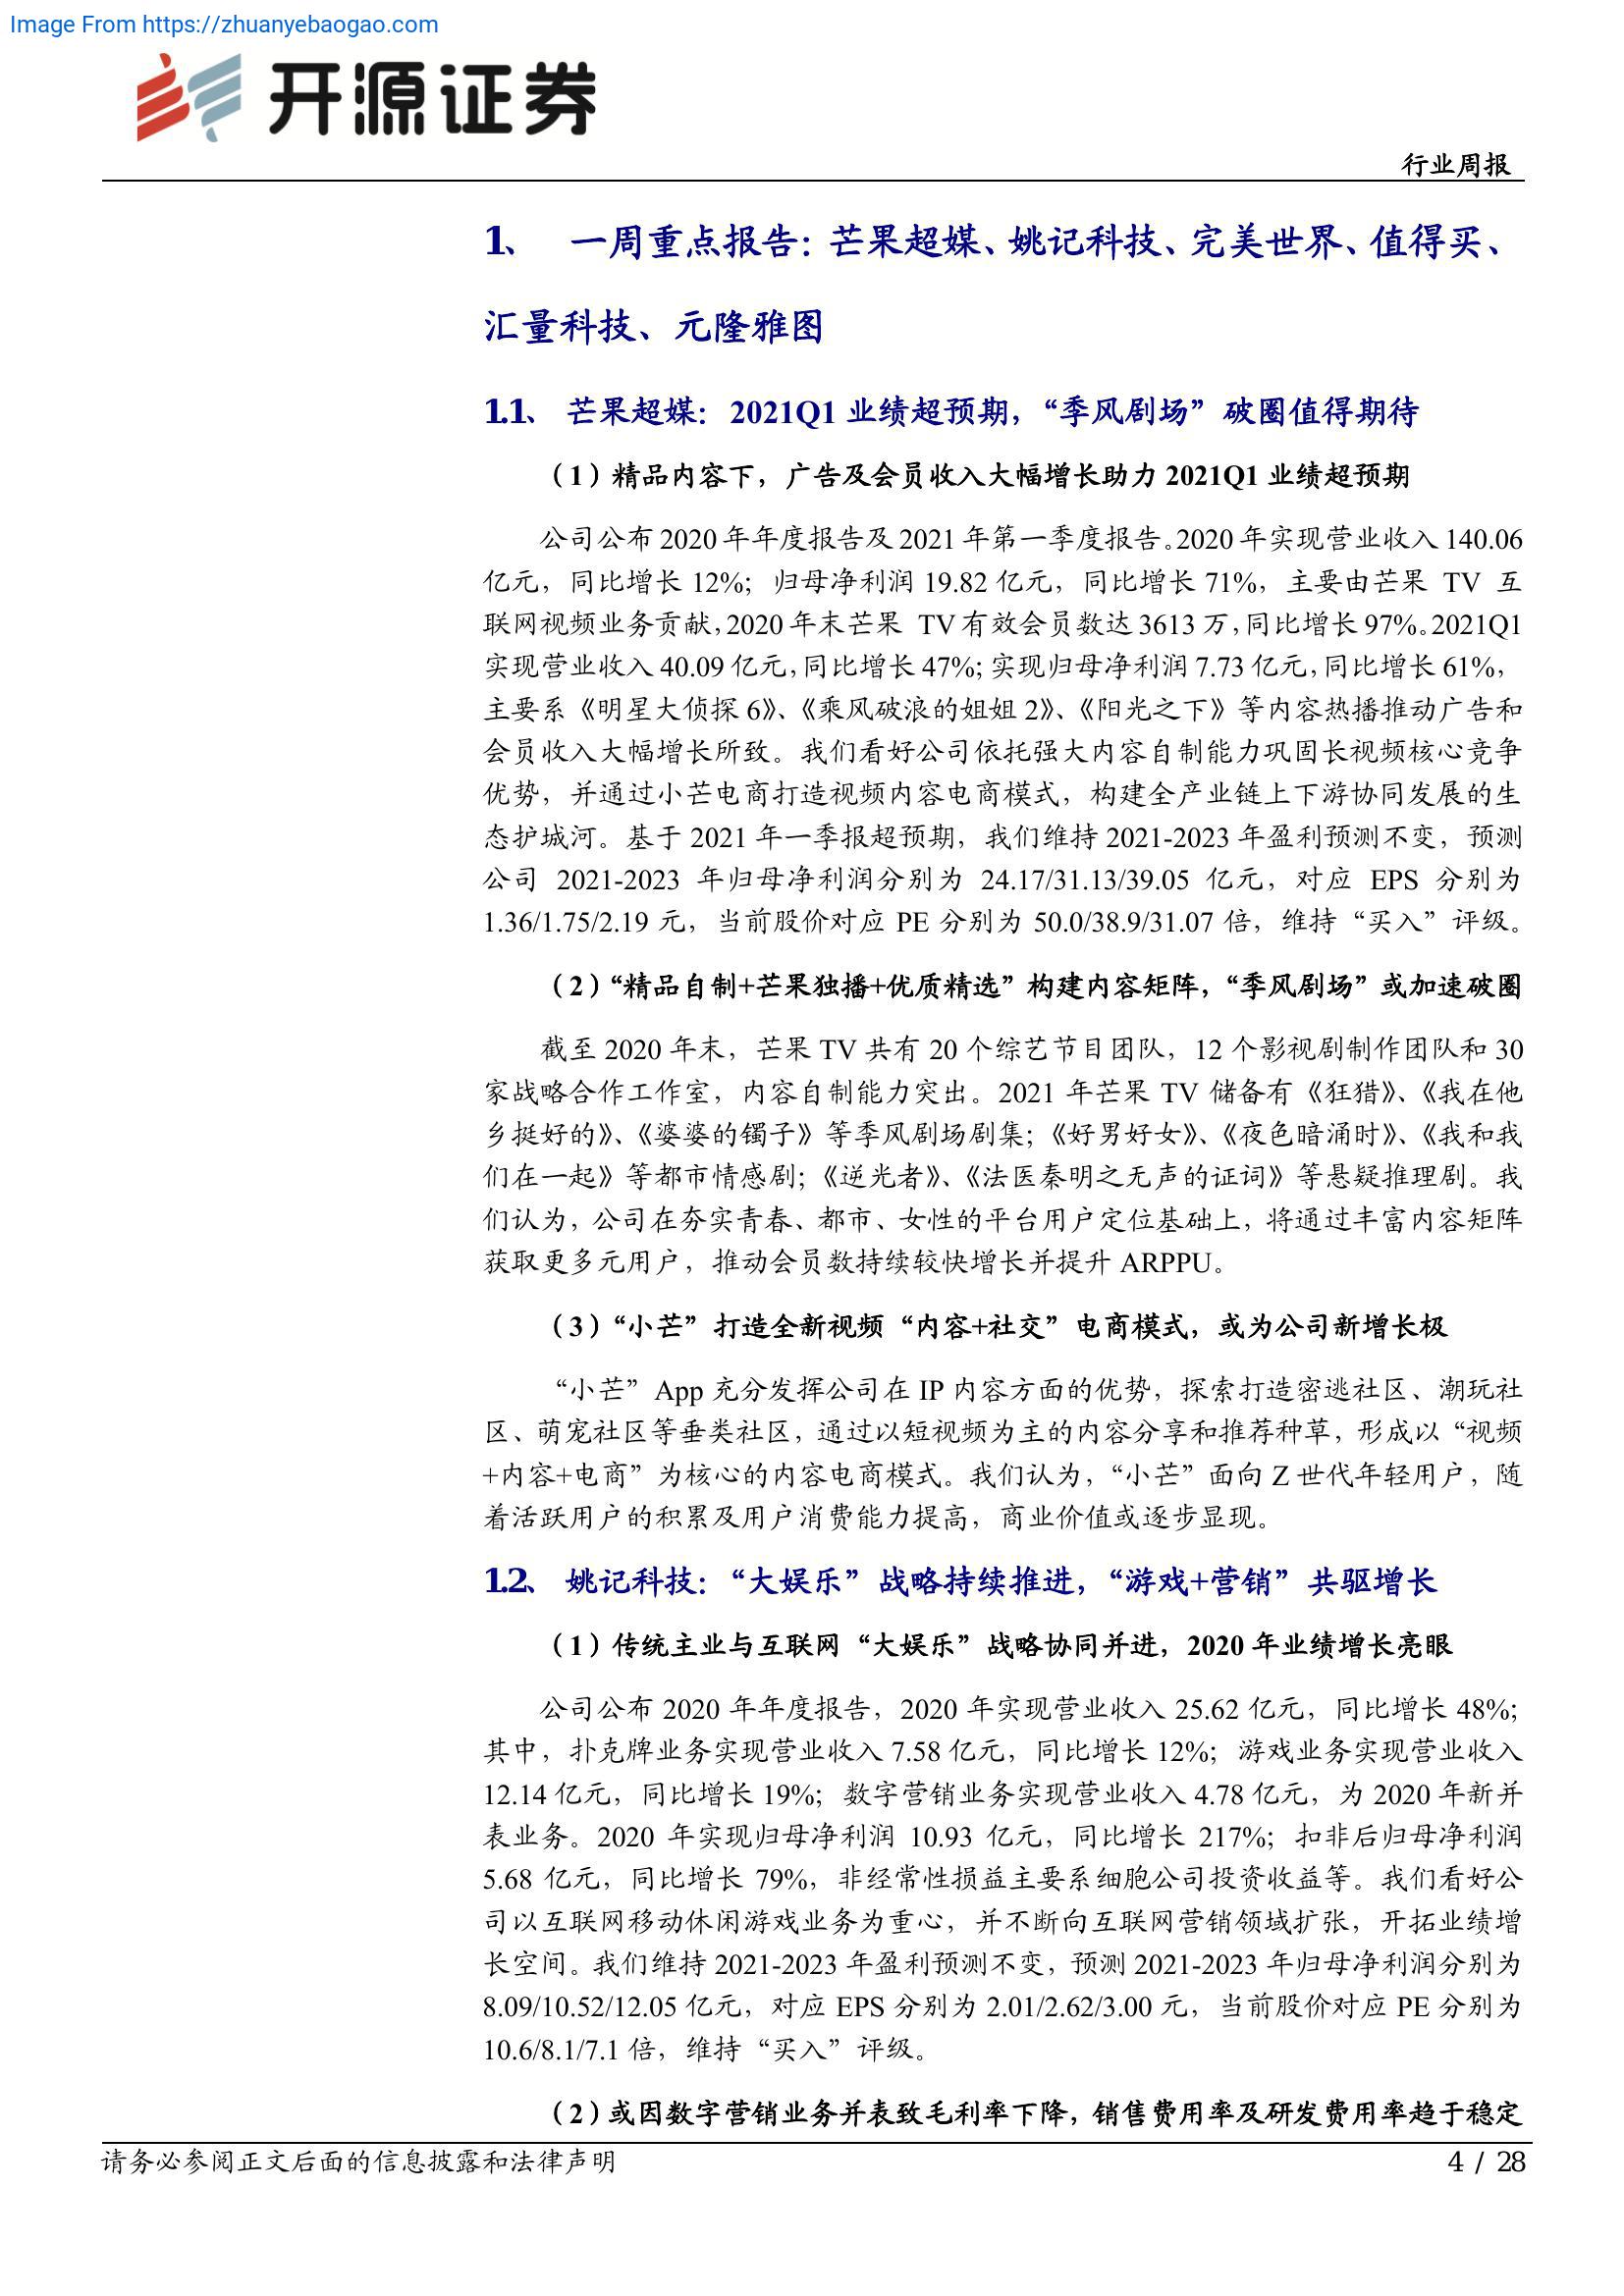 Image From https://zhuanyebaogao.com
开源证券
行业周报
1、 一周重点报告：芒果超媒、姚记科技、完美世界、值得买、
汇量科技、元隆雅图
1.1、 芒果超媒：2021Q1 业绩超预期，“季风剧场”破圈值得期待
（1）精品内容下，广告及会员收入大幅增长助力 2021Q1 业绩超预期
公司公布 2020 年年度报告及 2021 年第一季度报告。2020 年实现营业收入 140.06
亿元，同比增长 12%；归母净利润 19.82 亿元，同比增长 71%，主要由芒果 TV 互
联网视频业务贡献，2020 年末芒果 TV 有效会员数达 3613 万，同比增长 97%。2021Q1
实现营业收入 40.09 亿元，同比增长 47%；实现归母净利润 7.73 亿元，同比增长 61%，
主要系《明星大侦探 6》、《乘风破浪的姐姐 2》、《阳光之下》等内容热播推动广告和
会员收入大幅增长所致。我们看好公司依托强大内容自制能力巩固长视频核心竞争
优势，并通过小芒电商打造视频内容电商模式，构建全产业链上下游协同发展的生
态护城河。基于 2021 年一季报超预期，我们维持 2021-2023 年盈利预测不变，预测
公司 2021-2023 年归母净利润分别为 24.17/31.13/39.05 亿元，对应 EPS 分别为
1.36/1.75/2.19 元，当前股价对应 PE 分别为 50.0/38.9/31.07 倍，维持“买入”评级。
（2）“精品自制+芒果独播+优质精选”构建内容矩阵，“季风剧场”或加速破圈
截至 2020 年末，芒果 TV 共有 20 个综艺节目团队，12 个影视剧制作团队和 30
家战略合作工作室，内容自制能力突出。2021 年芒果 TV 储备有《狂猎》、《我在他
乡挺好的》、《婆婆的镯子》等季风剧场剧集；《好男好女》、《夜色暗涌时》、《我和我
们在一起》等都市情感剧；《逆光者》、《法医秦明之无声的证词》等悬疑推理剧。我
们认为，公司在夯实青春、都市、女性的平台用户定位基础上，将通过丰富内容矩阵
获取更多元用户，推动会员数持续较快增长并提升 ARPPU。
（3）“小芒”打造全新视频“内容+社交”电商模式，或为公司新增长极
“小芒”App 充分发挥公司在 IP 内容方面的优势，探索打造密逃社区、潮玩社
区、萌宠社区等垂类社区，通过以短视频为主的内容分享和推荐种草，形成以“视频
+内容+电商”为核心的内容电商模式。我们认为，“小芒”面向 Z 世代年轻用户，随
着活跃用户的积累及用户消费能力提高，商业价值或逐步显现。
1.2、 姚记科技：“大娱乐”战略持续推进，“游戏+营销”共驱增长
（1）传统主业与互联网“大娱乐”战略协同并进，2020 年业绩增长亮眼
公司公布 2020 年年度报告，2020 年实现营业收入 25.62 亿元，同比增长 48%；
其中，扑克牌业务实现营业收入 7.58 亿元，同比增长 12%；游戏业务实现营业收入
12.14 亿元，同比增长 19%；数字营销业务实现营业收入 4.78 亿元，为 2020 年新并
表业务。2020 年实现归母净利润 10.93 亿元，同比增长 217%；扣非后归母净利润
5.68 亿元，同比增长 79%，非经常性损益主要系细胞公司投资收益等。我们看好公
司以互联网移动休闲游戏业务为重心，并不断向互联网营销领域扩张，开拓业绩增
长空间。我们维持 2021-2023 年盈利预测不变，预测 2021-2023 年归母净利润分别为
8.09/10.52/12.05 亿元，对应 EPS 分别为 2.01/2.62/3.00 元，当前股价对应 PE 分别为
10.6/8.1/7.1 倍，维持“买入”评级。
（2）或因数字营销业务并表致毛利率下降，销售费用率及研发费用率趋于稳定
请务必参阅正文后面的信息披露和法律声明
4 / 28